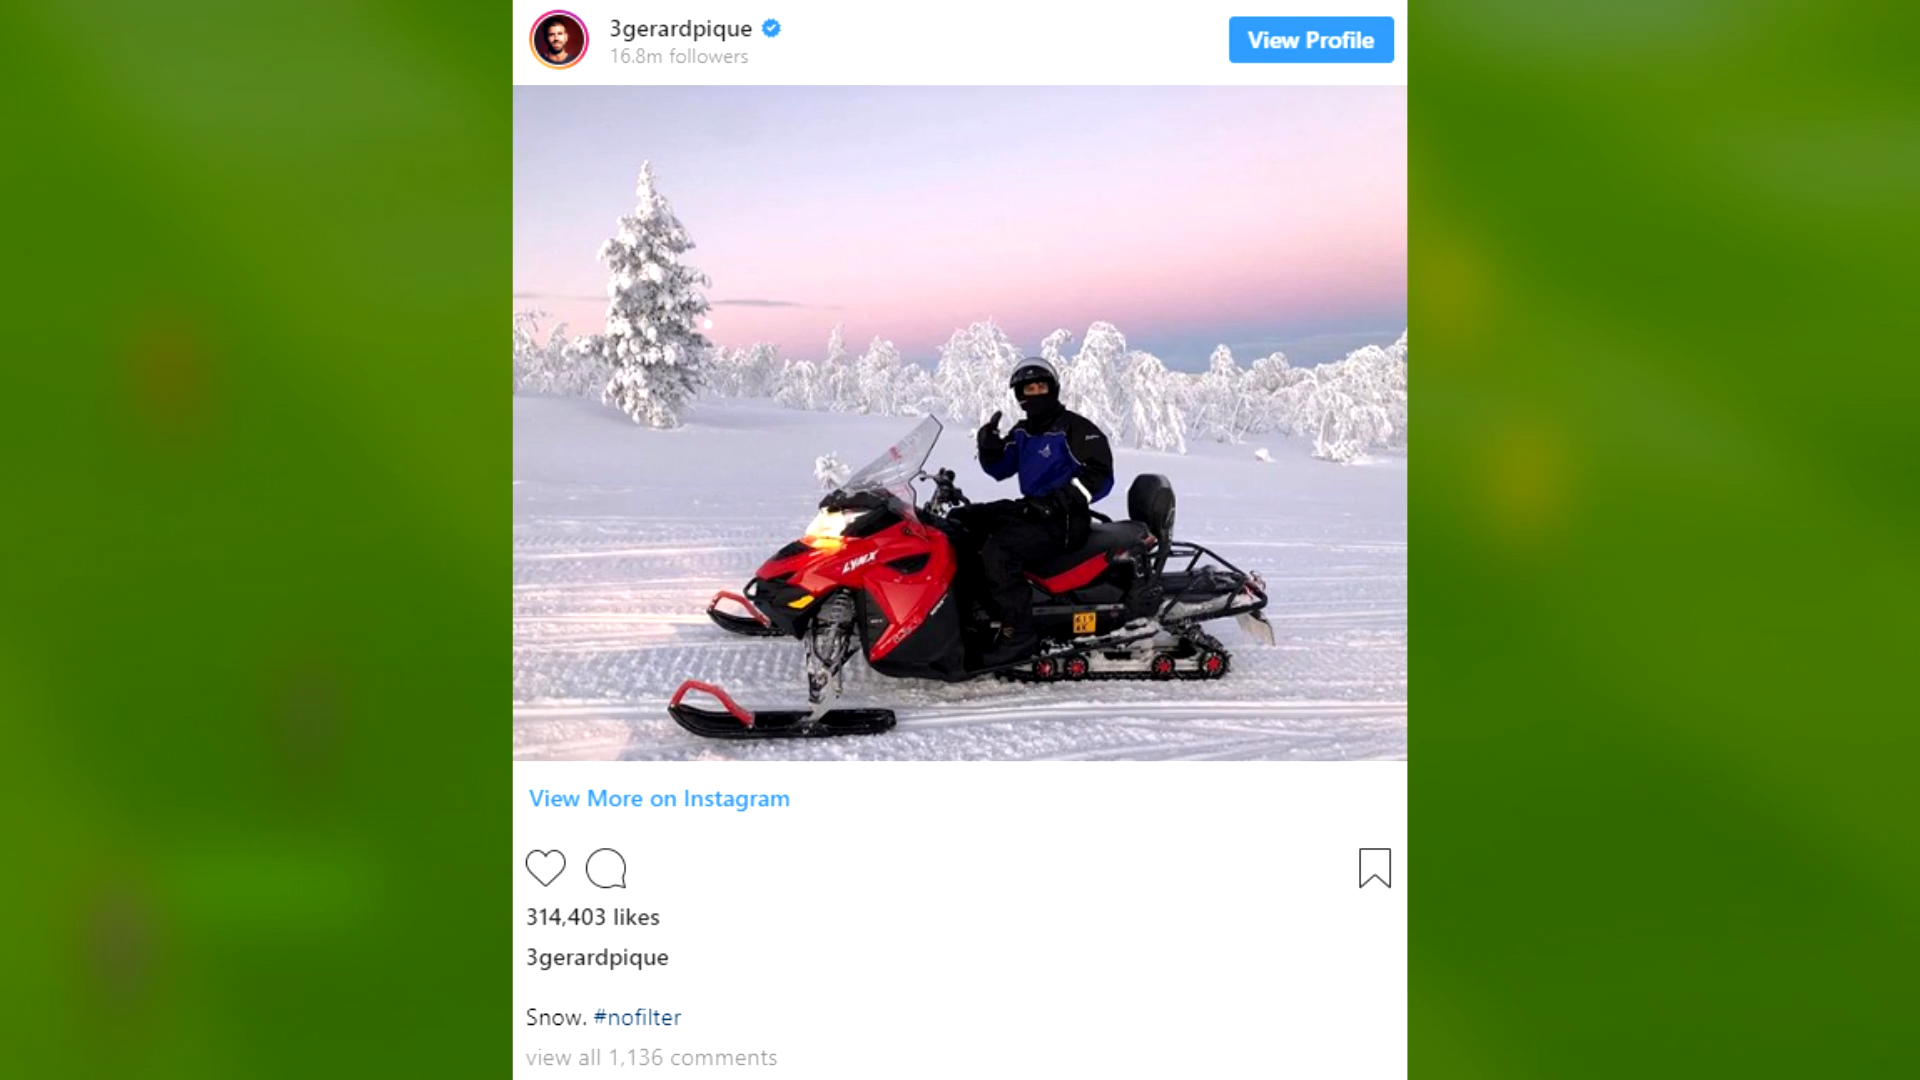 3gerardpique
16.8m followers
View Profile
LYNX
View More on Instagram
314,403 likes
3gerardpique
Snow. #nofilter
view all 1,136 comments